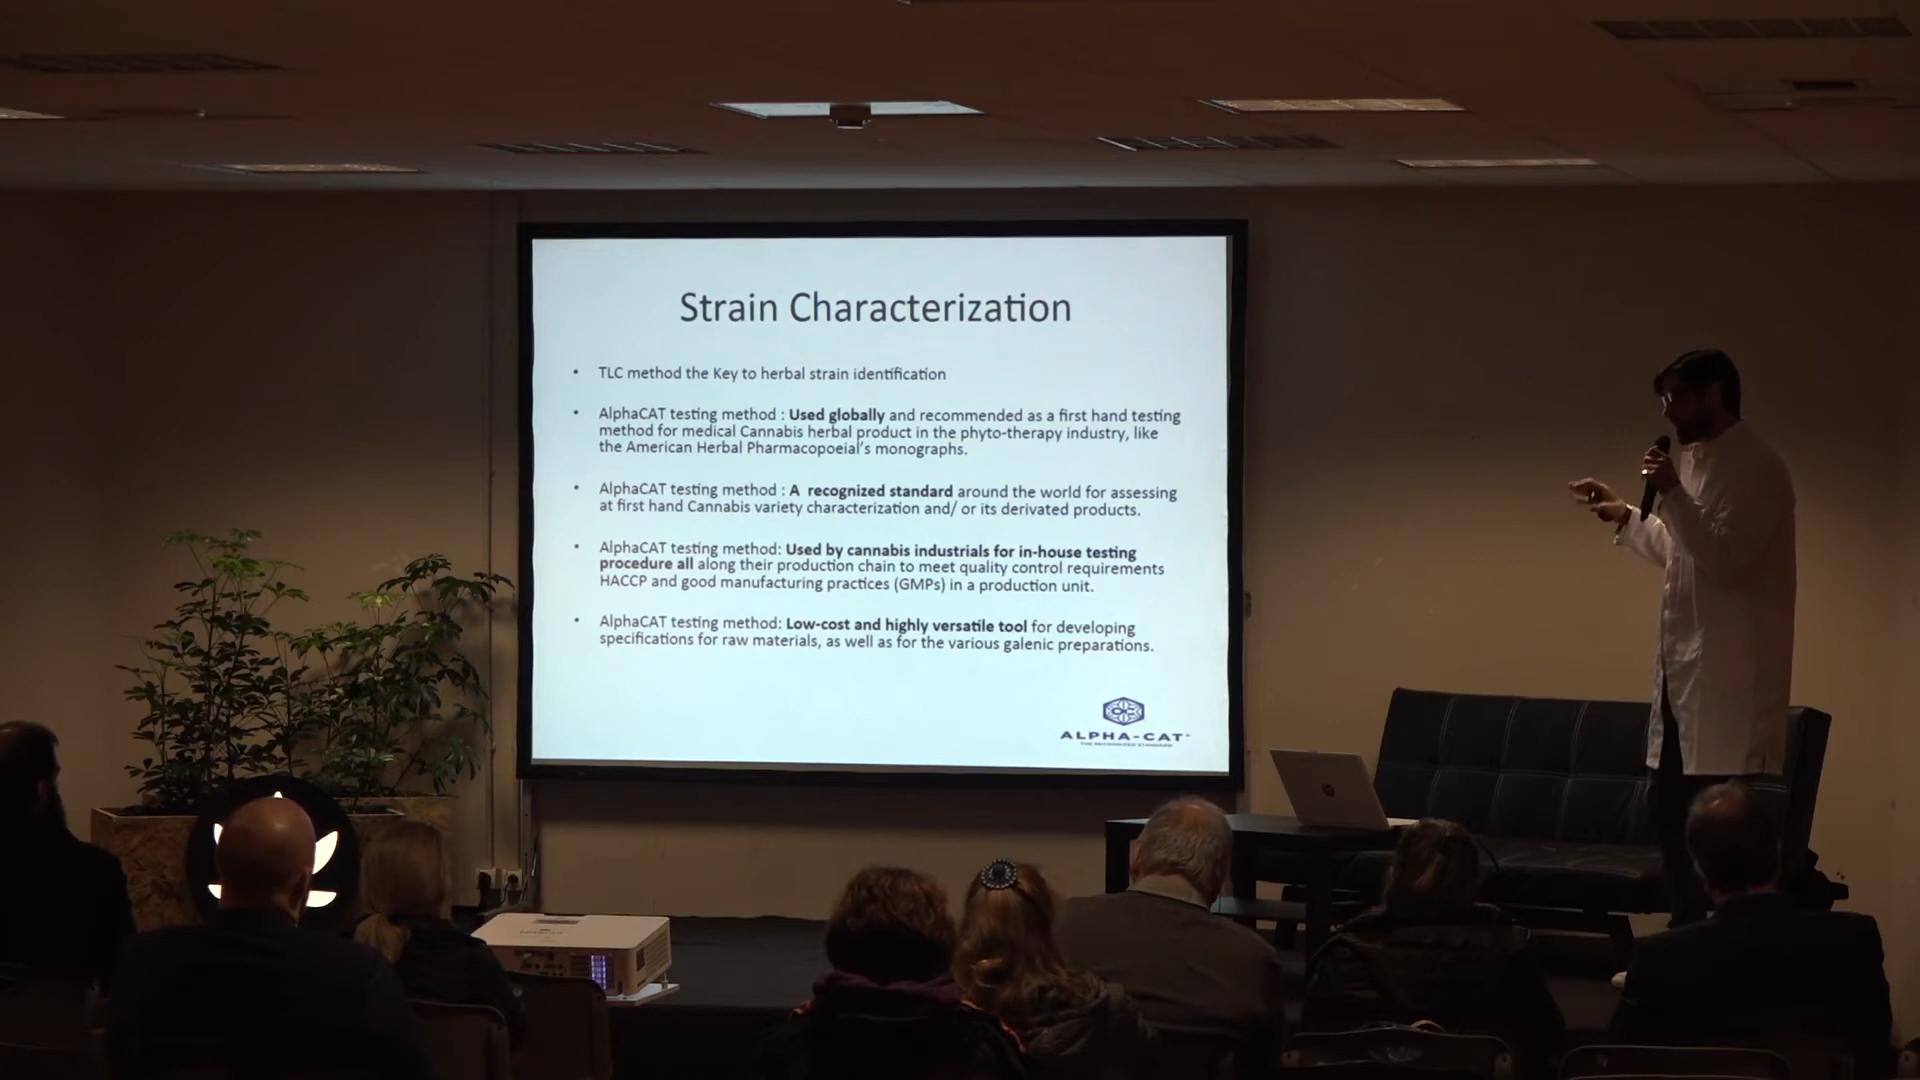 Strain Characterization
• TLC method the Key to herbal strain identification
• AlphaCAT testing method : Used globally and recommended as a first hand testing
method for medical Cannabis herbal product in the phyto-therapy industry, like
the American Herbal Pharmacopoeial's monographs.
• AlphaCAT testing method : A recognized standard around the world for assessing
at first hand Cannabis variety characterization and/ or its derivated products.
• AlphaCAT testing method: Used by cannabis industrials for in-house testing
procedure all along their production chain to meet quality control requirements
HACCP and good manufacturing practices (GMPs) in a production unit.
• AlphaCAT testing method: Low-cost and highly versatile tool for developing
specifications for raw materials, as well as for the various galenic preparations.
ALPHA-CAT
THE RECOGNIZED STANDARD